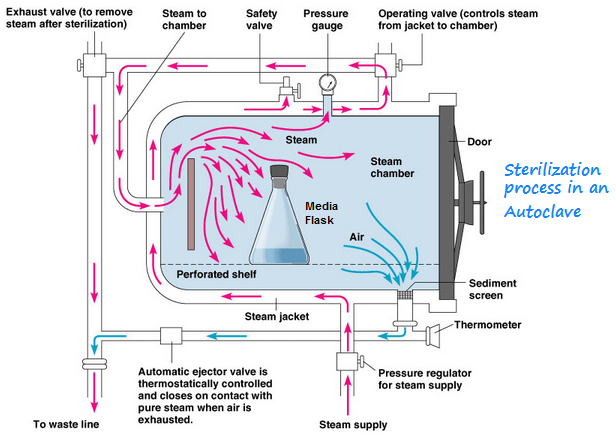 Exhaust valve (to remove
steam after sterilization)
Steam to
chamber
Safety
valve
Pressure
gauge
Operating valve (controls steam
from jacket to chamber)
Steam
Steam
chamber
Door
Sterilization
process in an
Autoclave
Media
Flask
Air
Perforated shelf
Sediment
screen
Steam jacket
Thermometer
Automatic ejector valve is
thermostatically controlled
and closes on contact with
pure steam when air is
exhausted.
Pressure regulator
for steam supply
To waste line
Steam supply